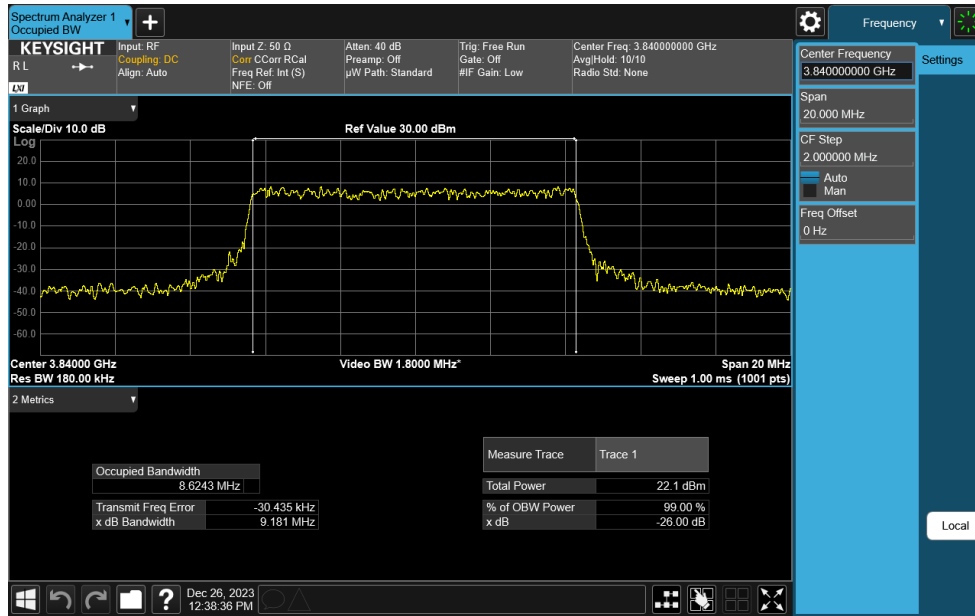 Spectrum Analyzer 1
Occupied BW
Frequency
KEYSIGHT
R L
LXI
Input: RF
Coupling: DC
Align: Auto
Input Z: 50 Ω
Corr CCorr RCal
Freq Ref: Int (S)
NFE: Off
Atten: 40 dB
Preamp: Off
µW Path: Standard
Trig: Free Run
Gate: Off
#IF Gain: Low
Center Freq: 3.840000000 GHz
Avg|Hold: 10/10
Radio Std: None
Center Frequency
3.840000000 GHz
Settings
Span
20.000 MHz
CF Step
2.000000 MHz
Auto
Man
Freq Offset
0 Hz
Local
1 Graph
Scale/Div 10.0 dB
Ref Value 30.00 dBm
Log
20.0
10.0
0.00
-10.0
-20.0
-30.0
-40.0
-50.0
-60.0
Center 3.84000 GHz
Video BW 1.8000 MHz*
Span 20 MHz
Res BW 180.00 kHz
Sweep 1.00 ms (1001 pts)
2 Metrics
Measure Trace Trace 1
Occupied Bandwidth
8.6243 MHz
Total Power 22.1 dBm
Transmit Freq Error -30.435 kHz
% of OBW Power 99.00 %
x dB Bandwidth 9.181 MHz
x dB -26.00 dB
?
Dec 26, 2023
12:38:36 PM